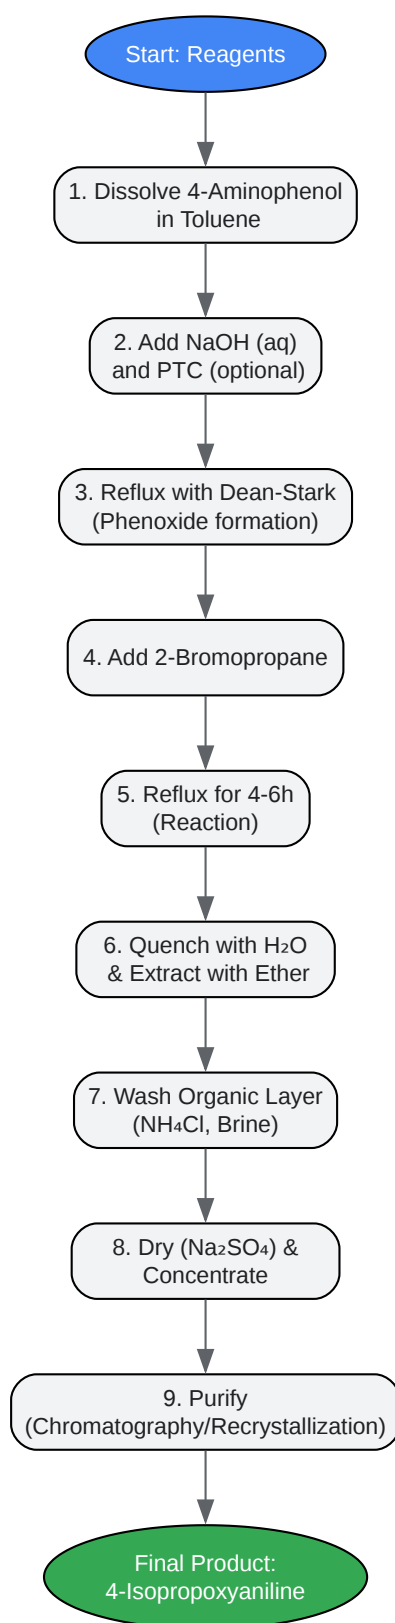 Start: Reagents
1. Dissolve 4-Aminophenol
in Toluene
2. Add NaOH (aq)
and PTC (optional)
3. Reflux with Dean-Stark
(Phenoxide formation)
4. Add 2-Bromopropane
5. Reflux for 4-6h
(Reaction)
6. Quench with H₂O
& Extract with Ether
7. Wash Organic Layer
(NH₄Cl, Brine)
8. Dry (Na₂SO₄) &
Concentrate
9. Purify
(Chromatography/Recrystallization)
Final Product:
4-Isopropoxyaniline